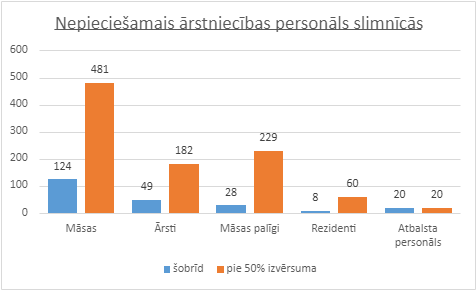 Nepieciešamais ārstniecības personāls slimnīcās
600
500
400
300
200
100
0
124
481
49
182
28
229
8
60
20
20
Māsas
Ārsti
Māsas palīgi
Rezidenti
Atbalsta
personāls
šobrīd
pie 50% izvērsuma